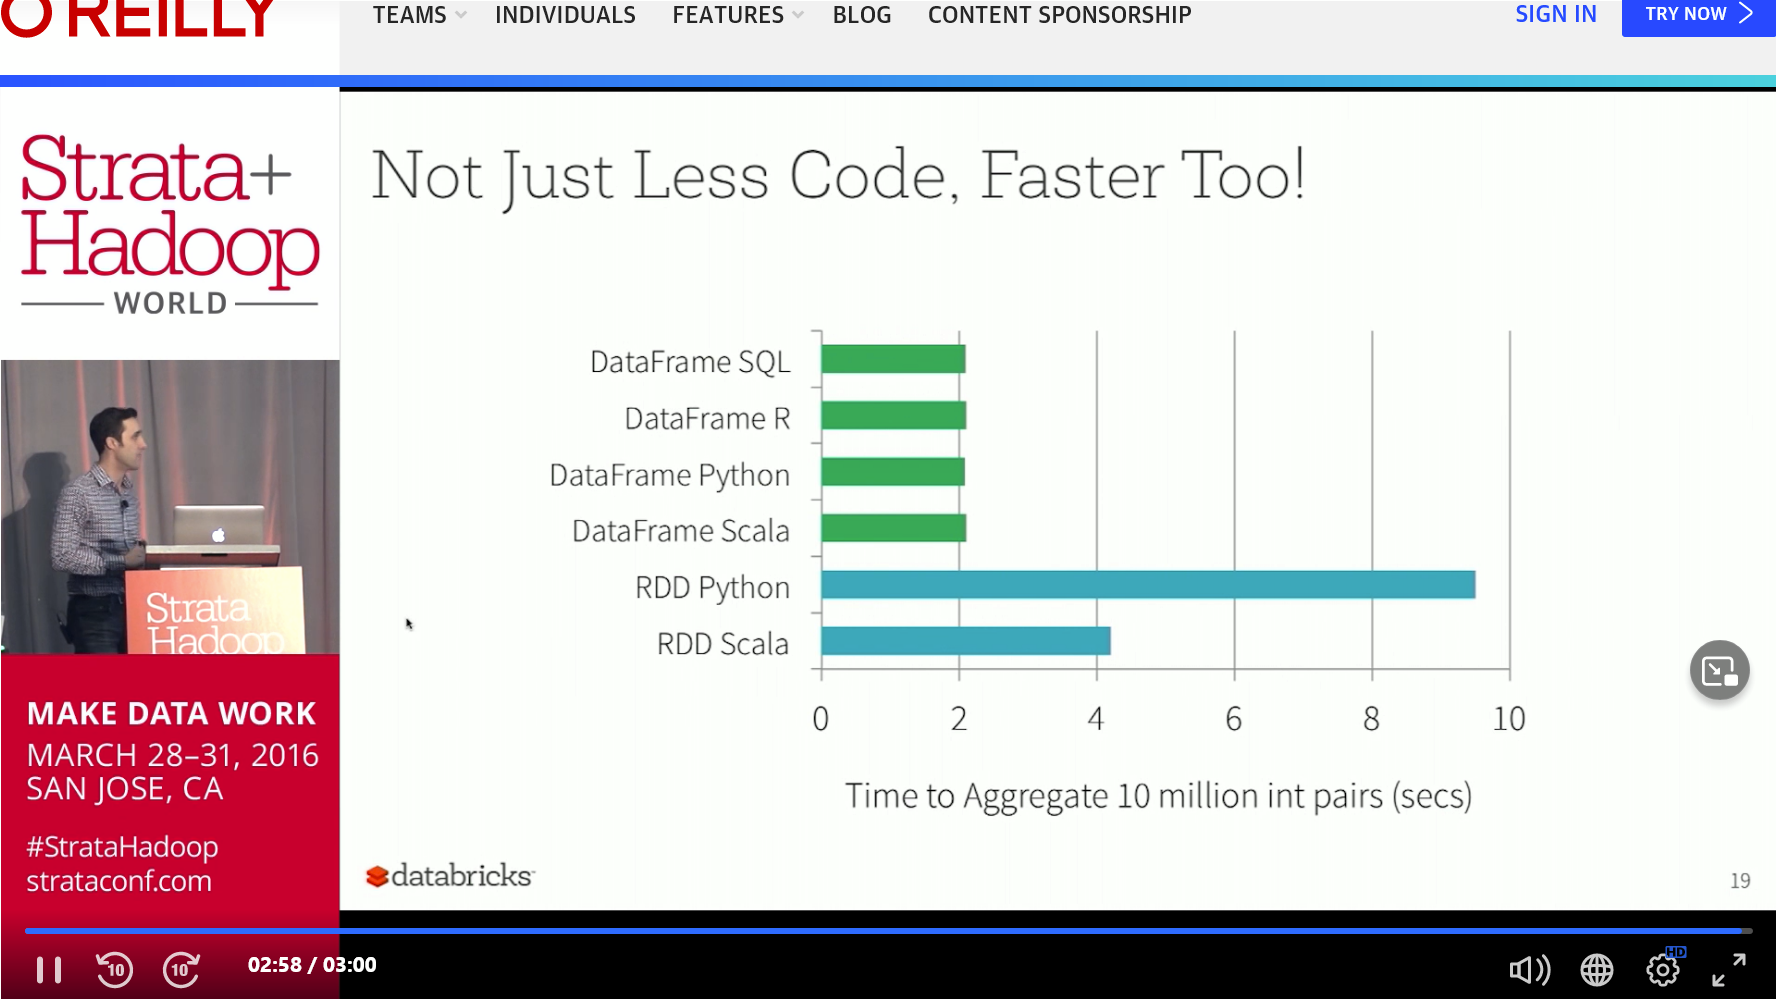 O'REILLY
TEAMS INDIVIDUALS FEATURES BLOG CONTENT SPONSORSHIP
SIGN IN TRY NOW
Strata+
Hadoop
WORLD
Strata
Hadoop
MAKE DATA WORK
MARCH 28–31, 2016
SAN JOSE, CA
#StrataHadoop
strataconf.com
Not Just Less Code, Faster Too!
DataFrame SQL
DataFrame R
DataFrame Python
DataFrame Scala
RDD Python
RDD Scala
0 2 4 6 8 10
Time to Aggregate 10 million int pairs (secs)
databricks
19
10 10 02:58 / 03:00
HD